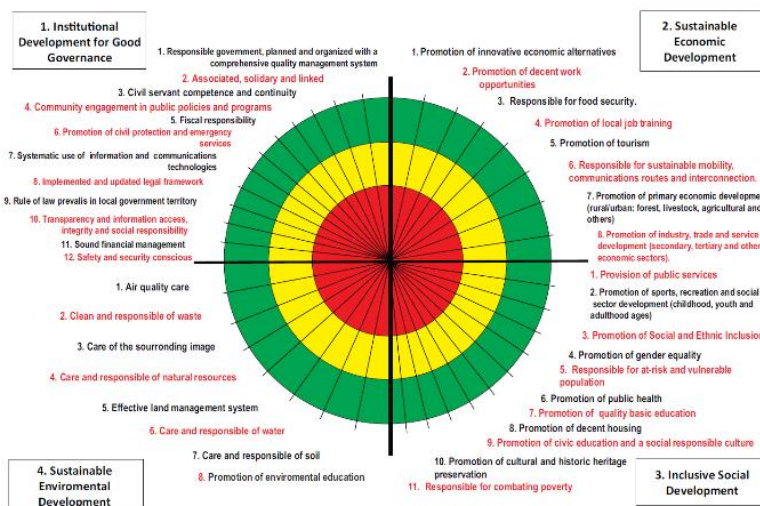 1. Institutional
Development for Good
Governance
1. Responsible government, planned and organized with a
comprehensive quality management system
2. Associated, solidary and linked
3. Civil servant competence and continuity
4. Community engagement in public policies and programs
5. Fiscal responsibility
6. Promotion of civil protection and emergency
services
7. Systematic use of information and communications
technologies
8. Implemented and updated legal framework
9. Rule of law prevalis in local government territory
10. Transparency and information access,
integrity and social responsibility
11. Sound financial management
12. Safety and security conscious
2. Sustainable
Economic
Development
1. Promotion of innovative economic alternatives
2. Promotion of decent work
opportunities
3. Responsible for food security.
4. Promotion of local job training
5. Promotion of tourism
6. Responsible for sustainable mobility,
communications routes and interconnection.
7. Promotion of primary economic developme
(rural/urban: forest, livestock, agricultural and
others)
8. Promotion of industry, trade and service
development (secondary, tertiary and other
economic sectors).
1. Provision of public services
2. Promotion of sports, recreation and social
sector development (childhood, youth and
adulthood ages)
3. Promotion of Social and Ethnic Inclusion
4. Promotion of gender equality
5. Responsible for at-risk and vulnerable
population
6. Promotion of public health
7. Promotion of quality basic education
8. Promotion of decent housing
9. Promotion of civic education and a social responsible culture
10. Promotion of cultural and historic heritage
preservation
11. Responsible for combating poverty
3. Inclusive Social
Development
1. Air quality care
2. Clean and responsible of waste
3. Care of the sourronding image
4. Care and responsible of natural resources
5. Effective land management system
6. Care and responsible of water
7. Care and responsible of soil
8. Promotion of enviromental education
4. Sustainable
Enviromental
Development